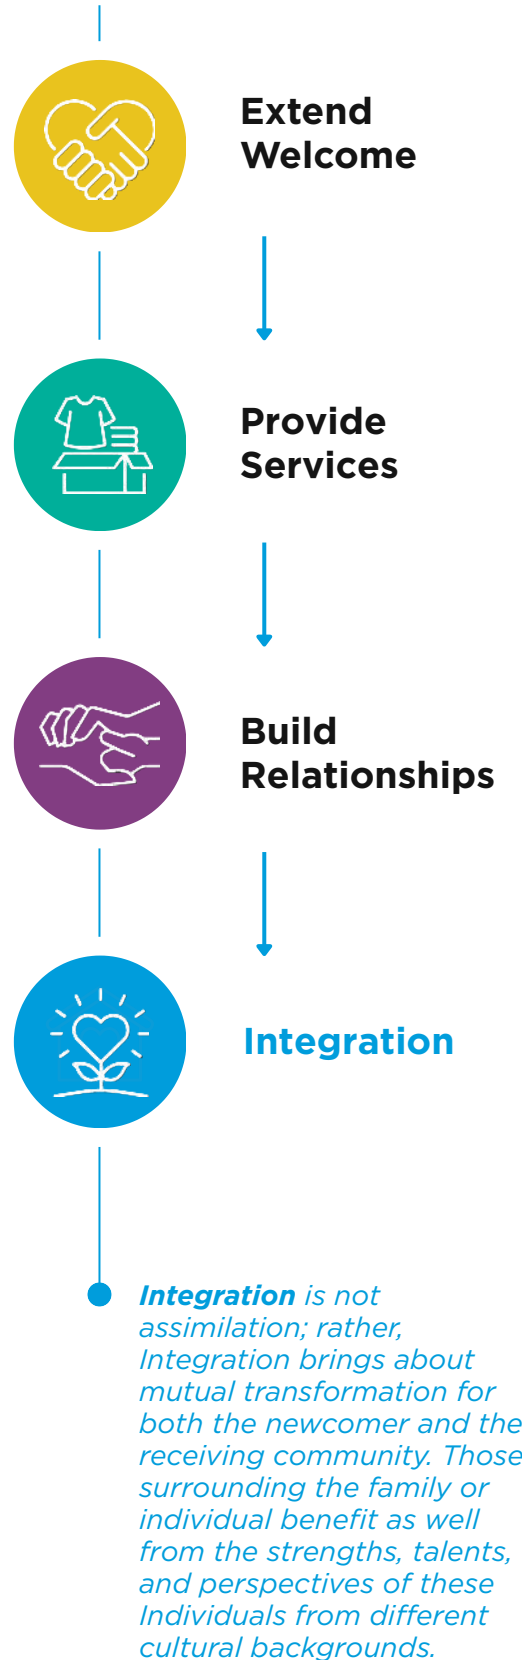 Extend
Welcome
Provide
Services
Build
Relationships
Integration
Integration is not
assimilation; rather,
Integration brings about
mutual transformation for
both the newcomer and the
receiving community. Those
surrounding the family or
individual benefit as well
from the strengths, talents,
and perspectives of these
Individuals from different
cultural backgrounds.